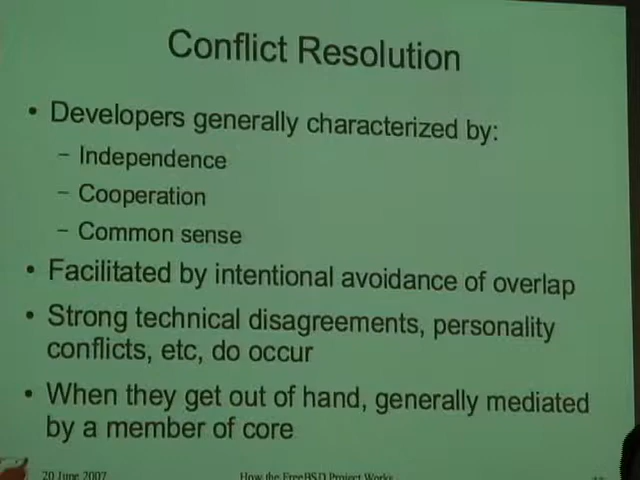 Conflict Resolution
• Developers generally characterized by:
– Independence
– Cooperation
– Common sense
• Facilitated by intentional avoidance of overlap
• Strong technical disagreements, personality
conflicts, etc, do occur
• When they get out of hand, generally mediated
by a member of core
20 June 2007
How the FreeBSD Project Works